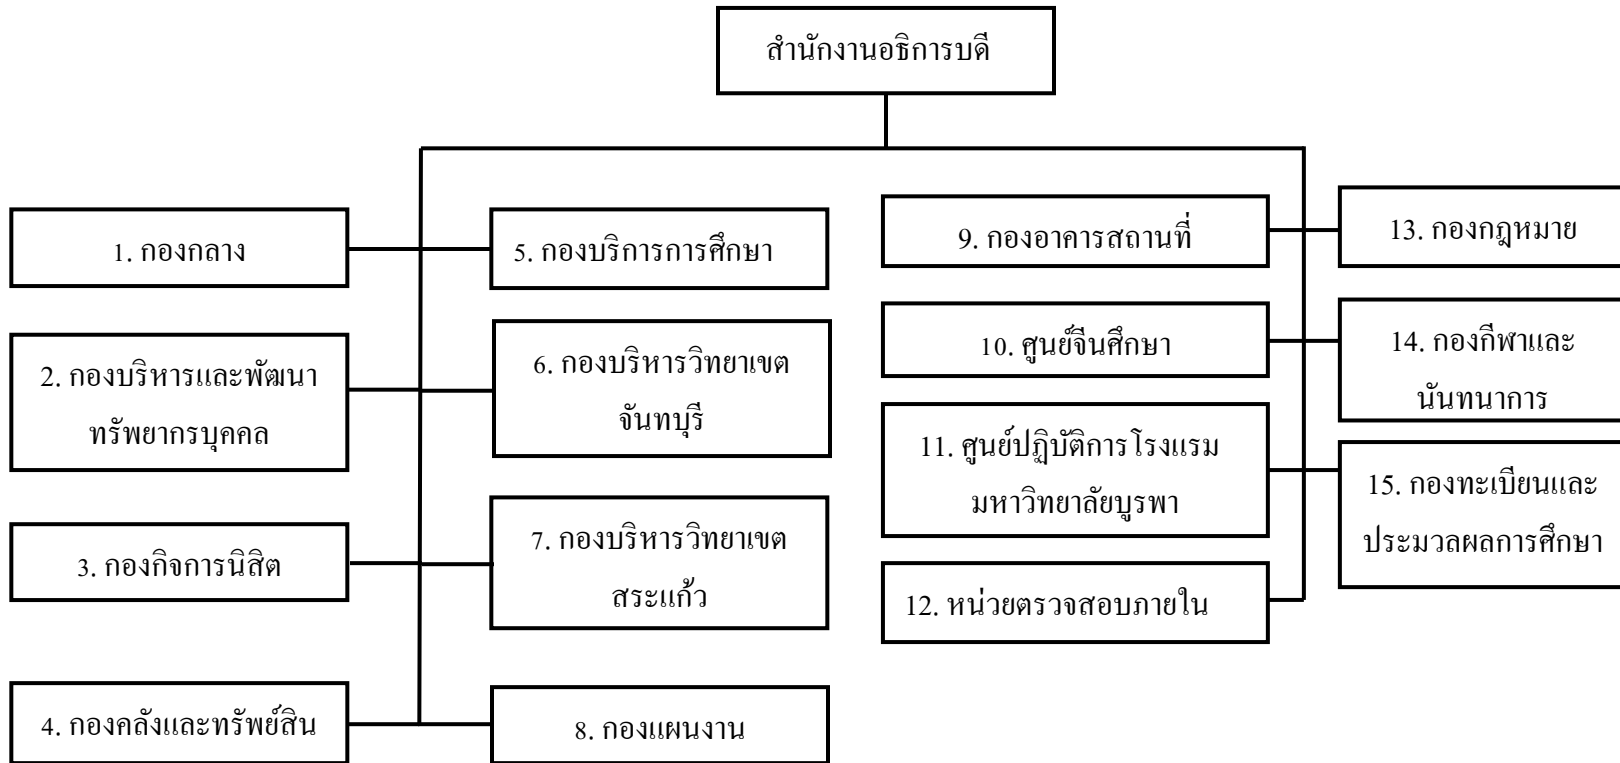 สำนักงานอธิการบดี
1. กองกลาง
2. กองบริหารและพัฒนา
ทรัพยากรบุคคล
3. กองกิจการนิสิต
4. กองคลังและทรัพย์สิน
5. กองบริการการศึกษา
6. กองบริหารวิทยาเขต
จันทบุรี
7. กองบริหารวิทยาเขต
สระแก้ว
8. กองแผนงาน
9. กองอาคารสถานที่
10. ศูนย์จีนศึกษา
11. ศูนย์ปฏิบัติการโรงแรม
มหาวิทยาลัยบูรพา
12. หน่วยตรวจสอบภายใน
13. กองกฎหมาย
14. กองกีฬาและ
นันทนาการ
15. กองทะเบียนและ
ประมวลผลการศึกษา